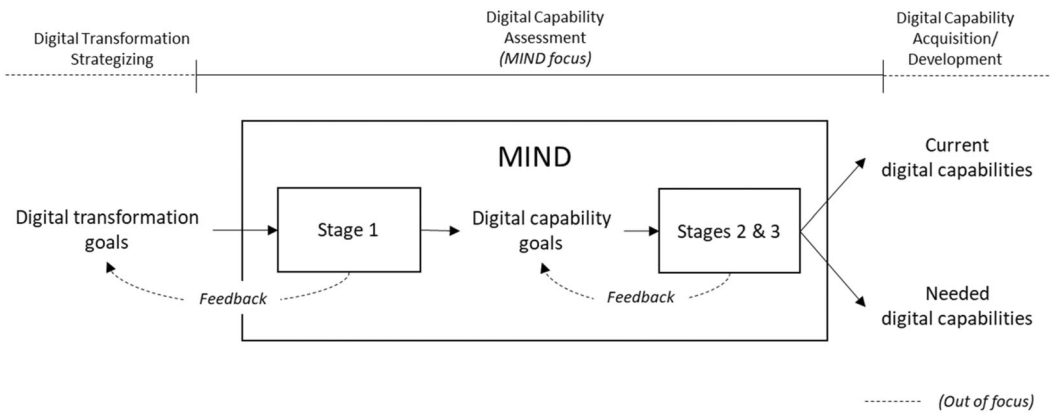 Digital Transformation
Strategizing
Digital Capability
Assessment
(MIND focus)
Digital Capability
Acquisition/
Development
MIND
Digital transformation
goals
Stage 1
Digital capability
goals
Stages 2 & 3
Current
digital capabilities
Needed
digital capabilities
Feedback
Feedback
(Out of focus)